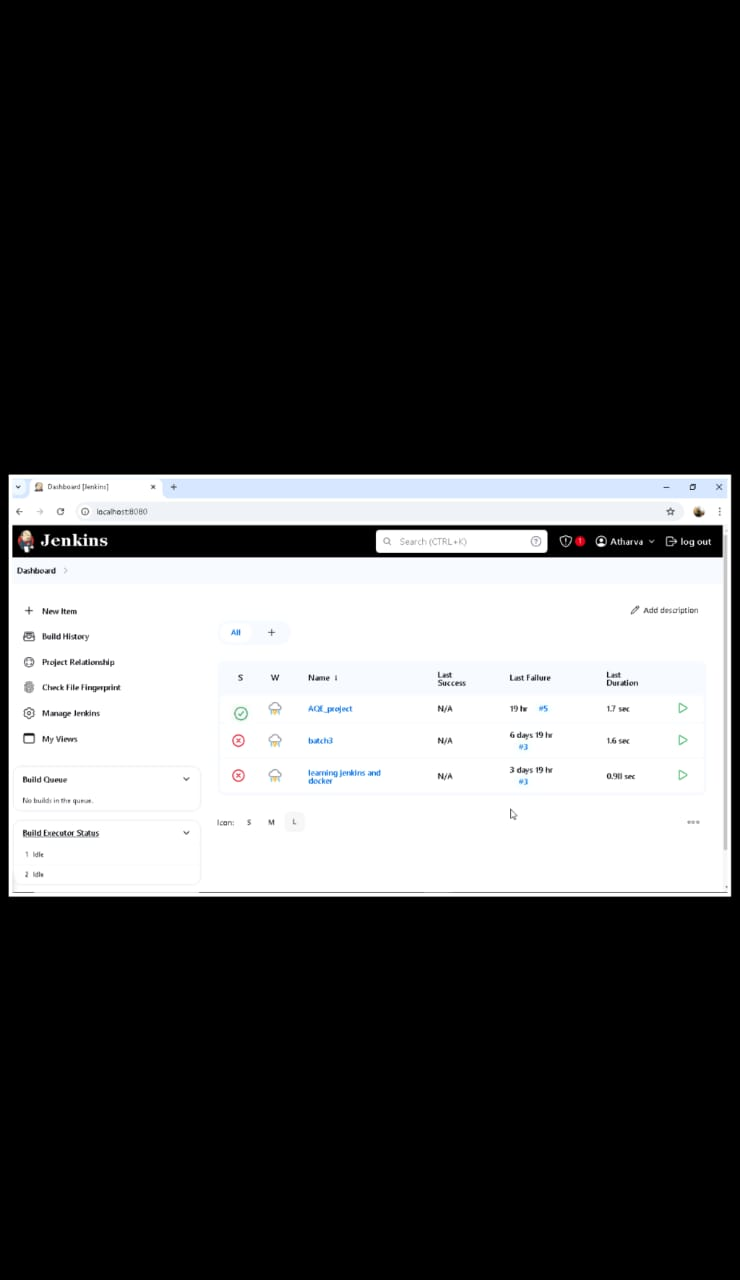 Dashboard [Jenkins]
localhost:8080
Jenkins
Search (CTRL+K)
1
Atharva
log out
Dashboard
New Item
Add description
Build History
All
+
Project Relationship
Check File Fingerprint
Manage Jenkins
My Views
S W Name ↓ Last Success Last Failure Last Duration
AQE_project N/A 19 hr #5 1.7 sec
batch3 N/A 6 days 19 hr #3 1.6 sec
learning jenkins and docker N/A 3 days 19 hr #3 0.98 sec
Build Queue
No builds in the queue.
Icon: S M L
Build Executor Status
1 Idle
2 Idle